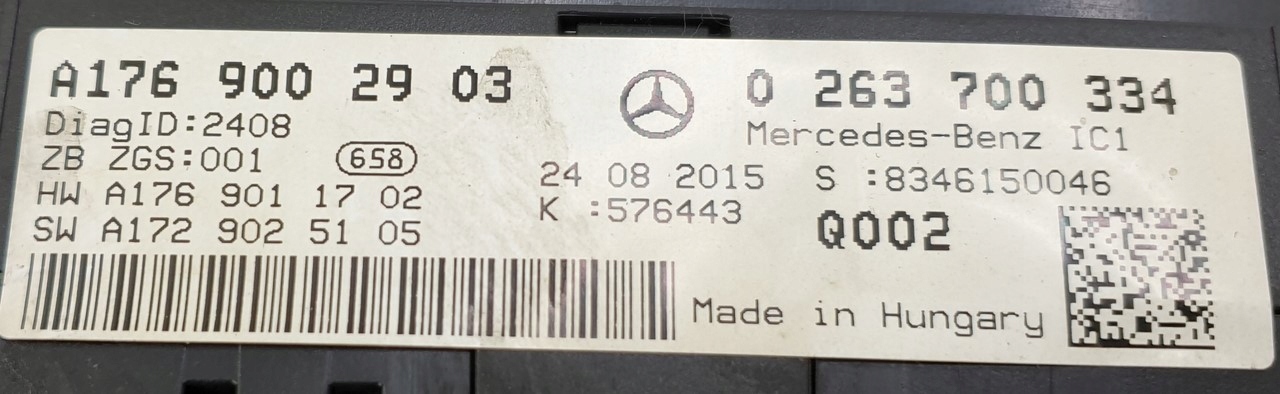 A176 900 29 03
DiagID:2408
ZB ZGS:001 658
HW A176 901 17 02
SW A172 902 51 05
24 08 2015
K :576443
0 263 700 334
Mercedes-Benz IC1
S :8346150046
Q002
Made in Hungary